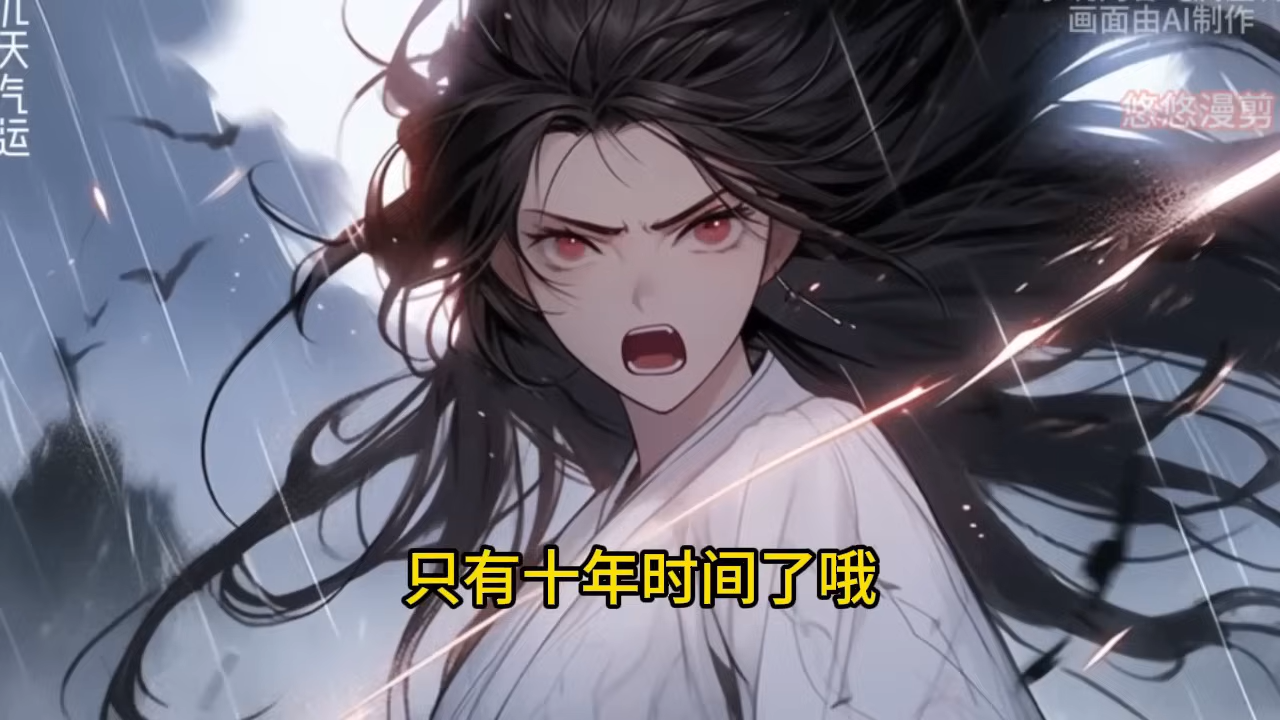 天气运
画面由AI制作
悠悠漫剪
只有十年时间了哦